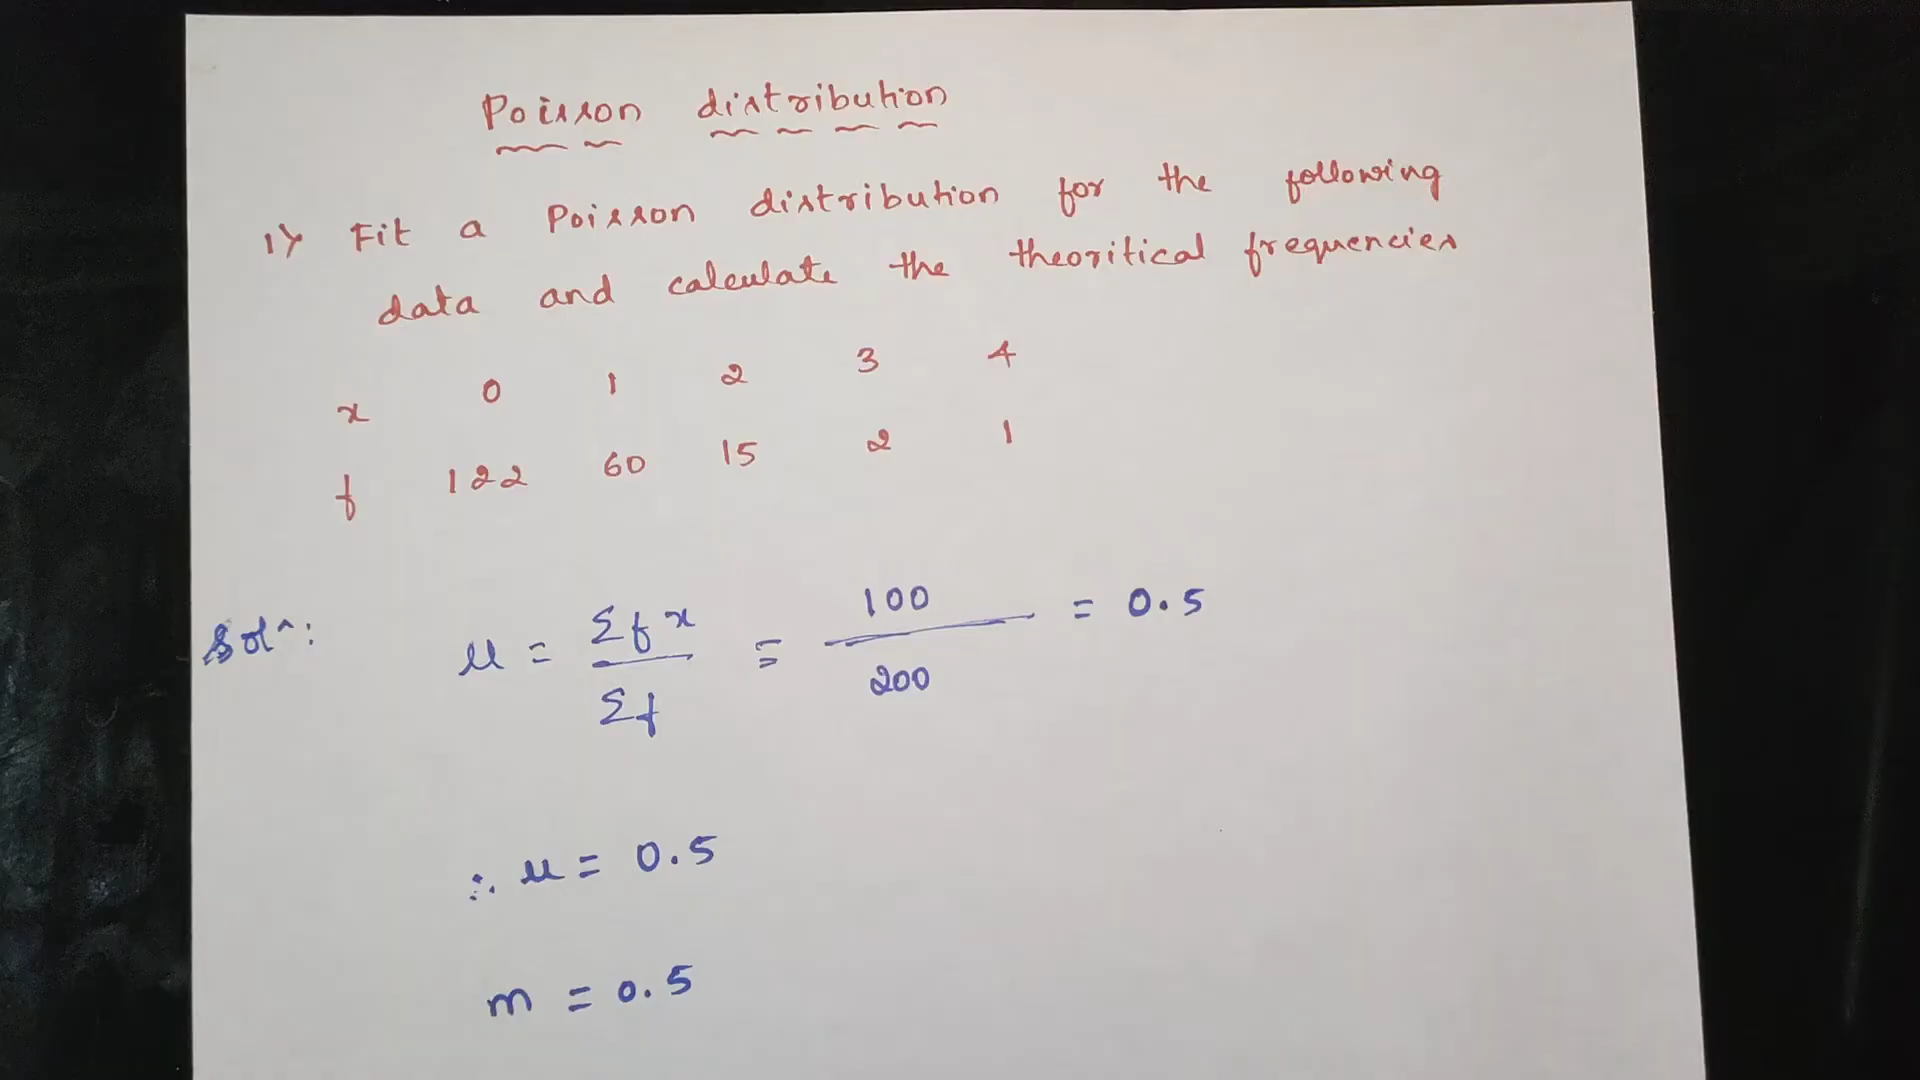 Poisson distribution
1) Fit a Poisson distribution for the following
data and calculate the theoritical frequencies
x 0 1 2 3 4
f 122 60 15 2 1
Solⁿ: μ = Σfx / Σf = 100 / 200 = 0.5
∴ μ = 0.5
m = 0.5